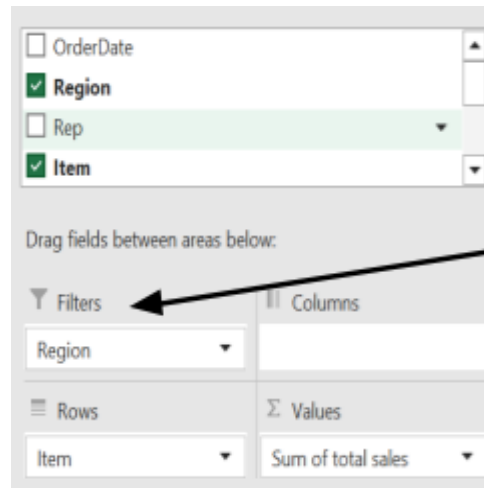 OrderDate
Region
Rep
Item
Drag fields between areas below:
Filters
Columns
Region
Rows
Σ Values
Item
Sum of total sales